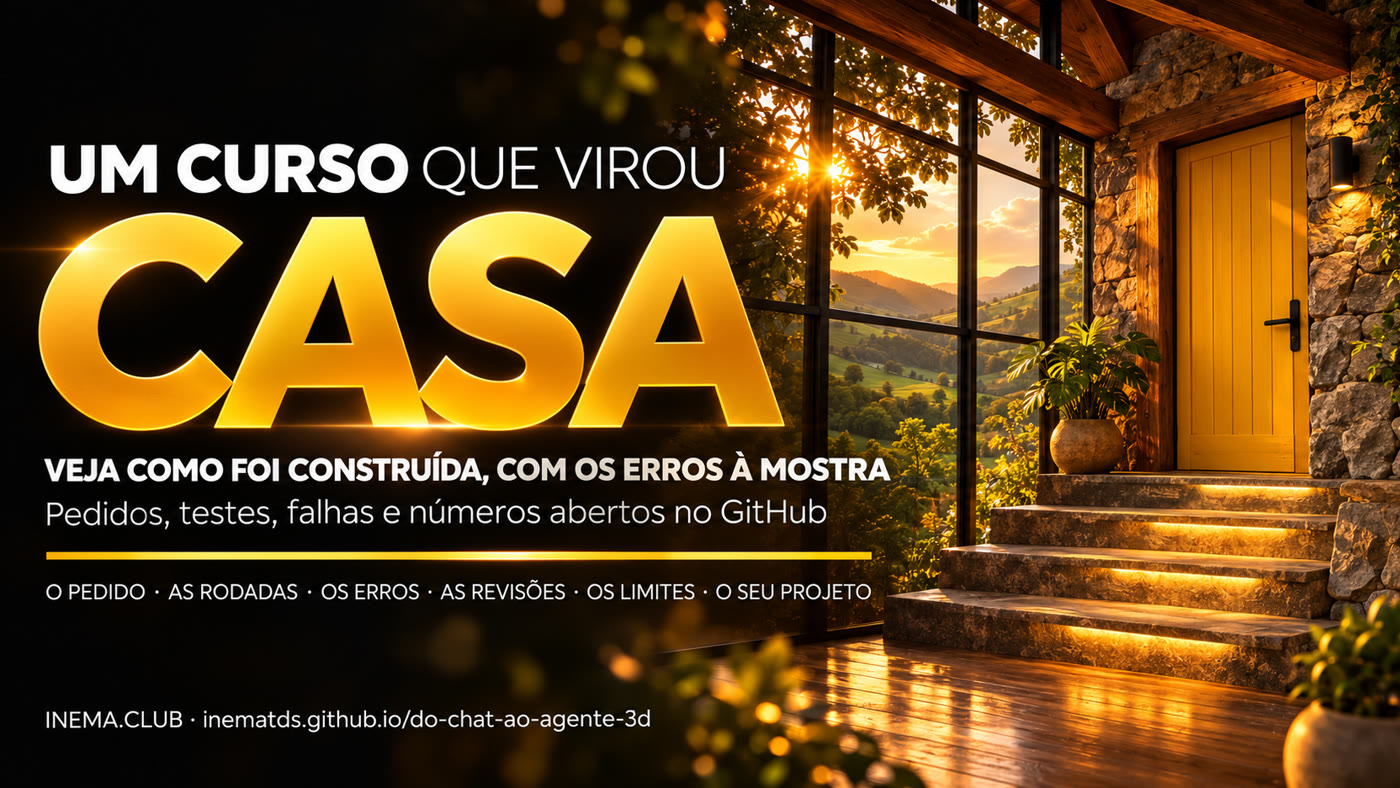 UM CURSO QUE VIROU
CASA
VEJA COMO FOI CONSTRUÍDA, COM OS ERROS À MOSTRA
Pedidos, testes, falhas e números abertos no GitHub
O PEDIDO · AS RODADAS · OS ERROS · AS REVISÕES · OS LIMITES · O SEU PROJETO
INEMA.CLUB · inematds.github.io/do-chat-ao-agente-3d